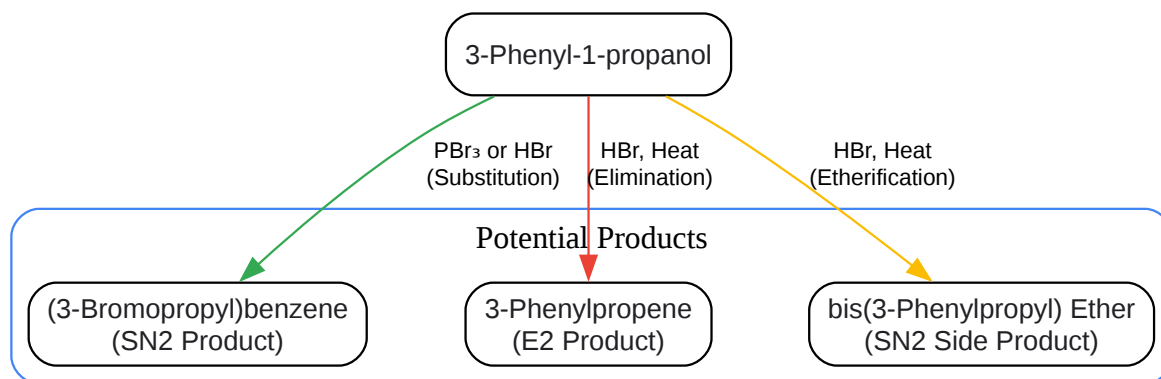 3-Phenyl-1-propanol
PBr₃ or HBr
(Substitution)
HBr, Heat
(Elimination)
HBr, Heat
(Etherification)
Potential Products
(3-Bromopropyl)benzene
(SN2 Product)
3-Phenylpropene
(E2 Product)
bis(3-Phenylpropyl) Ether
(SN2 Side Product)